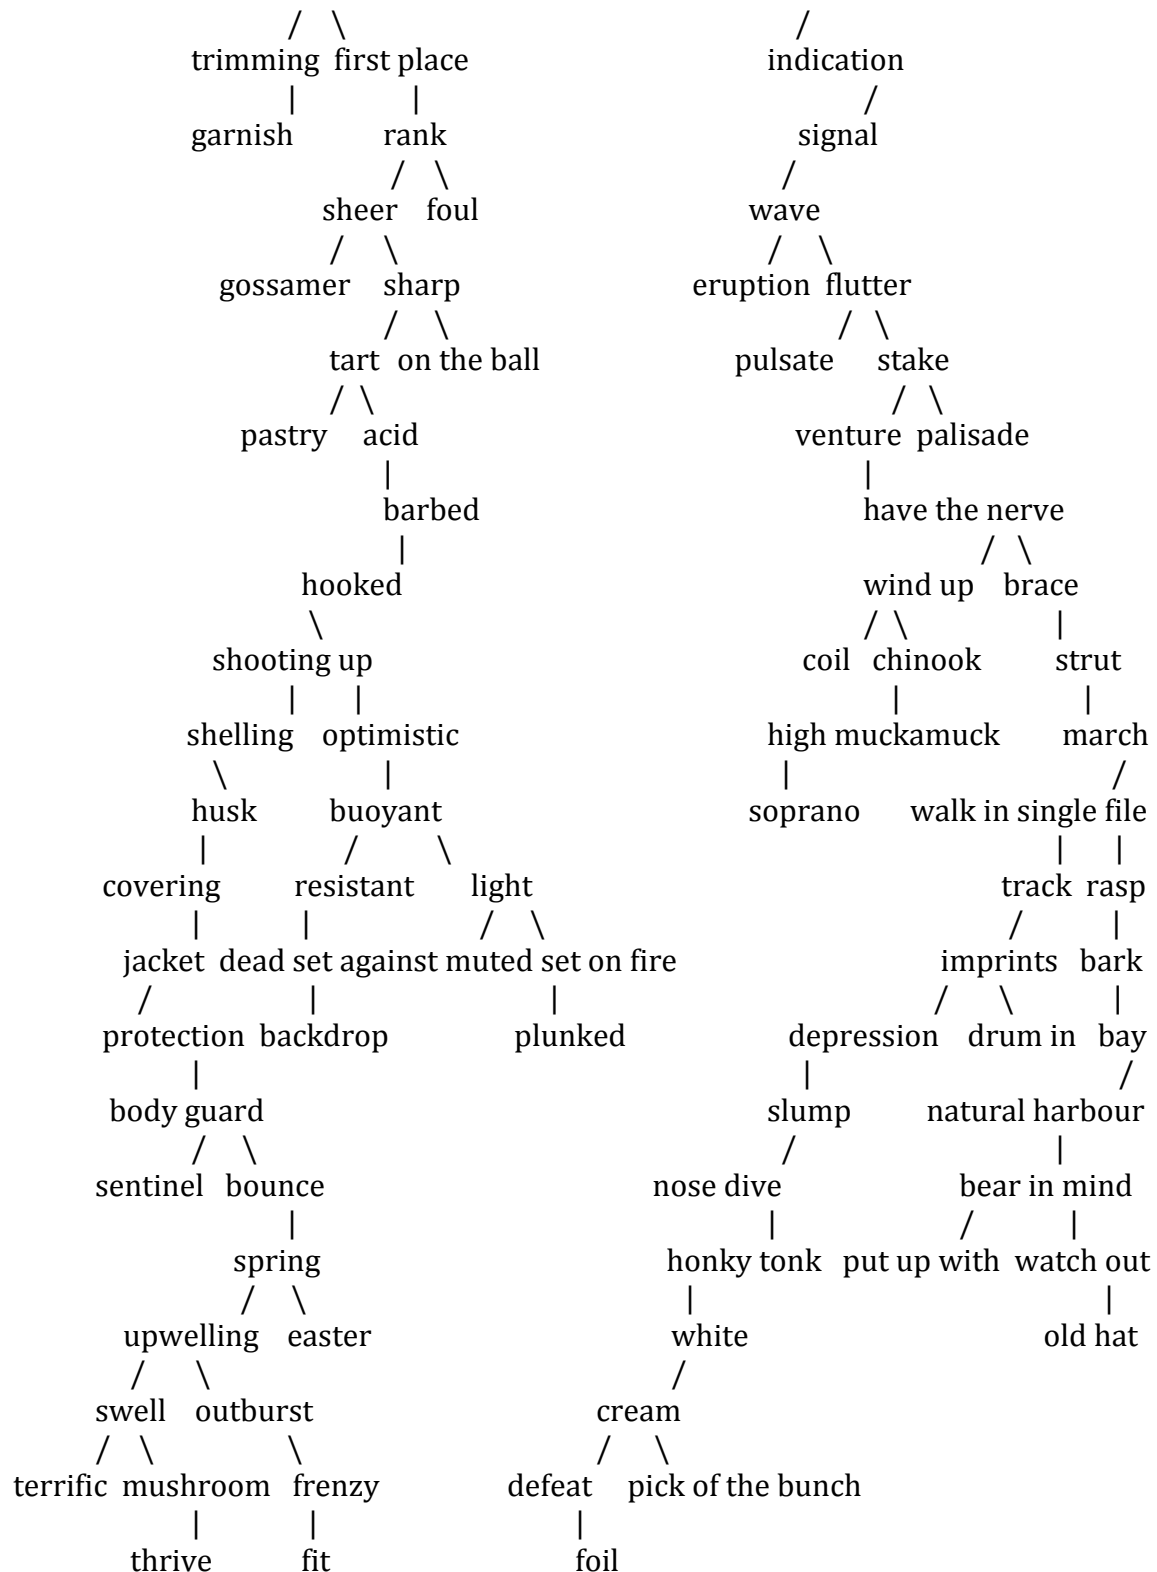 trimming first place indication
garnish rank signal
sheer foul wave
gossamer sharp eruption flutter
tart on the ball pulsate stake
pastry acid venture palisade
barbed have the nerve
hooked wind up brace
shooting up coil chinook strut
shelling optimistic high muckamuck march
husk buoyant soprano walk in single file
covering resistant light track rasp
jacket dead set against muted set on fire imprints bark
protection backdrop plunked depression drum in bay
body guard slump natural harbour
sentinel bounce nose dive bear in mind
spring honky tonk put up with watch out
upwelling easter white old hat
swell outburst cream
terrific mushroom frenzy defeat pick of the bunch
thrive fit foil